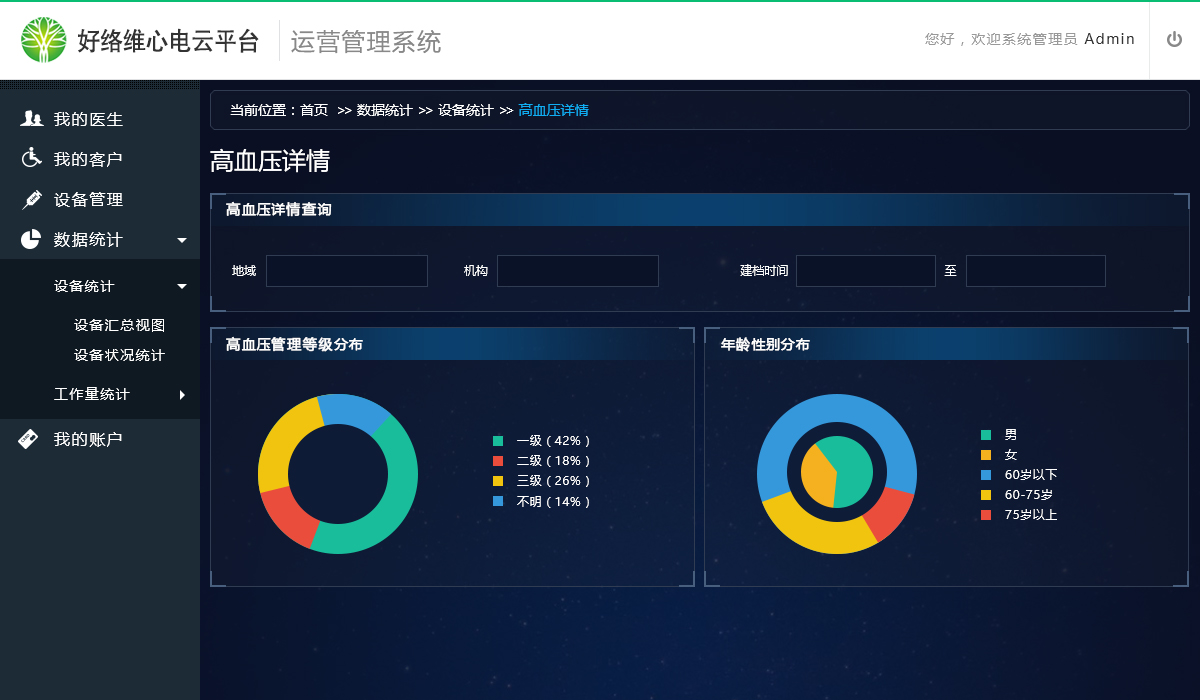 好络维心电云平台
运营管理系统
您好，欢迎系统管理员 Admin
我的医生
我的客户
设备管理
数据统计
设备统计
设备汇总视图
设备状况统计
工作量统计
我的账户
当前位置：首页 >> 数据统计 >> 设备统计 >> 高血压详情
高血压详情
高血压详情查询
地域
机构
建档时间
至
高血压管理等级分布
一级（42%）
二级（18%）
三级（26%）
不明（14%）
年龄性别分布
男
女
60岁以下
60-75岁
75岁以上